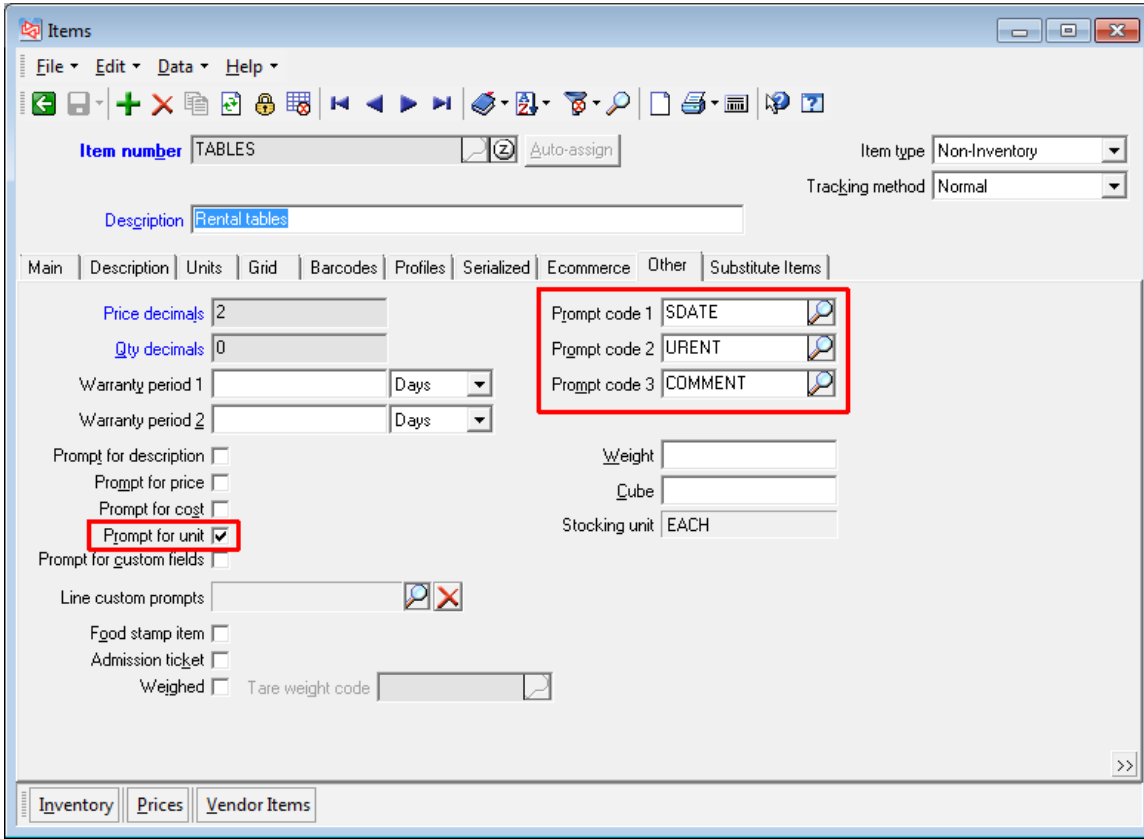 Items
File Edit Data Help
Item number TABLES Auto-assign Item type Non-Inventory
Tracking method Normal
Description Rental tables
Main Description Units Grid Barcodes Profiles Serialized Ecommerce Other Substitute Items
Price decimals 2 Prompt code 1 SDATE
Qty decimals 0 Prompt code 2 URENT
Warranty period 1 Days Prompt code 3 COMMENT
Warranty period 2 Days
Prompt for description Weight
Prompt for price Cube
Prompt for cost
Prompt for unit Stocking unit EACH
Prompt for custom fields
Line custom prompts
Food stamp item
Admission ticket
Weighed Tare weight code
>>
Inventory Prices Vendor Items